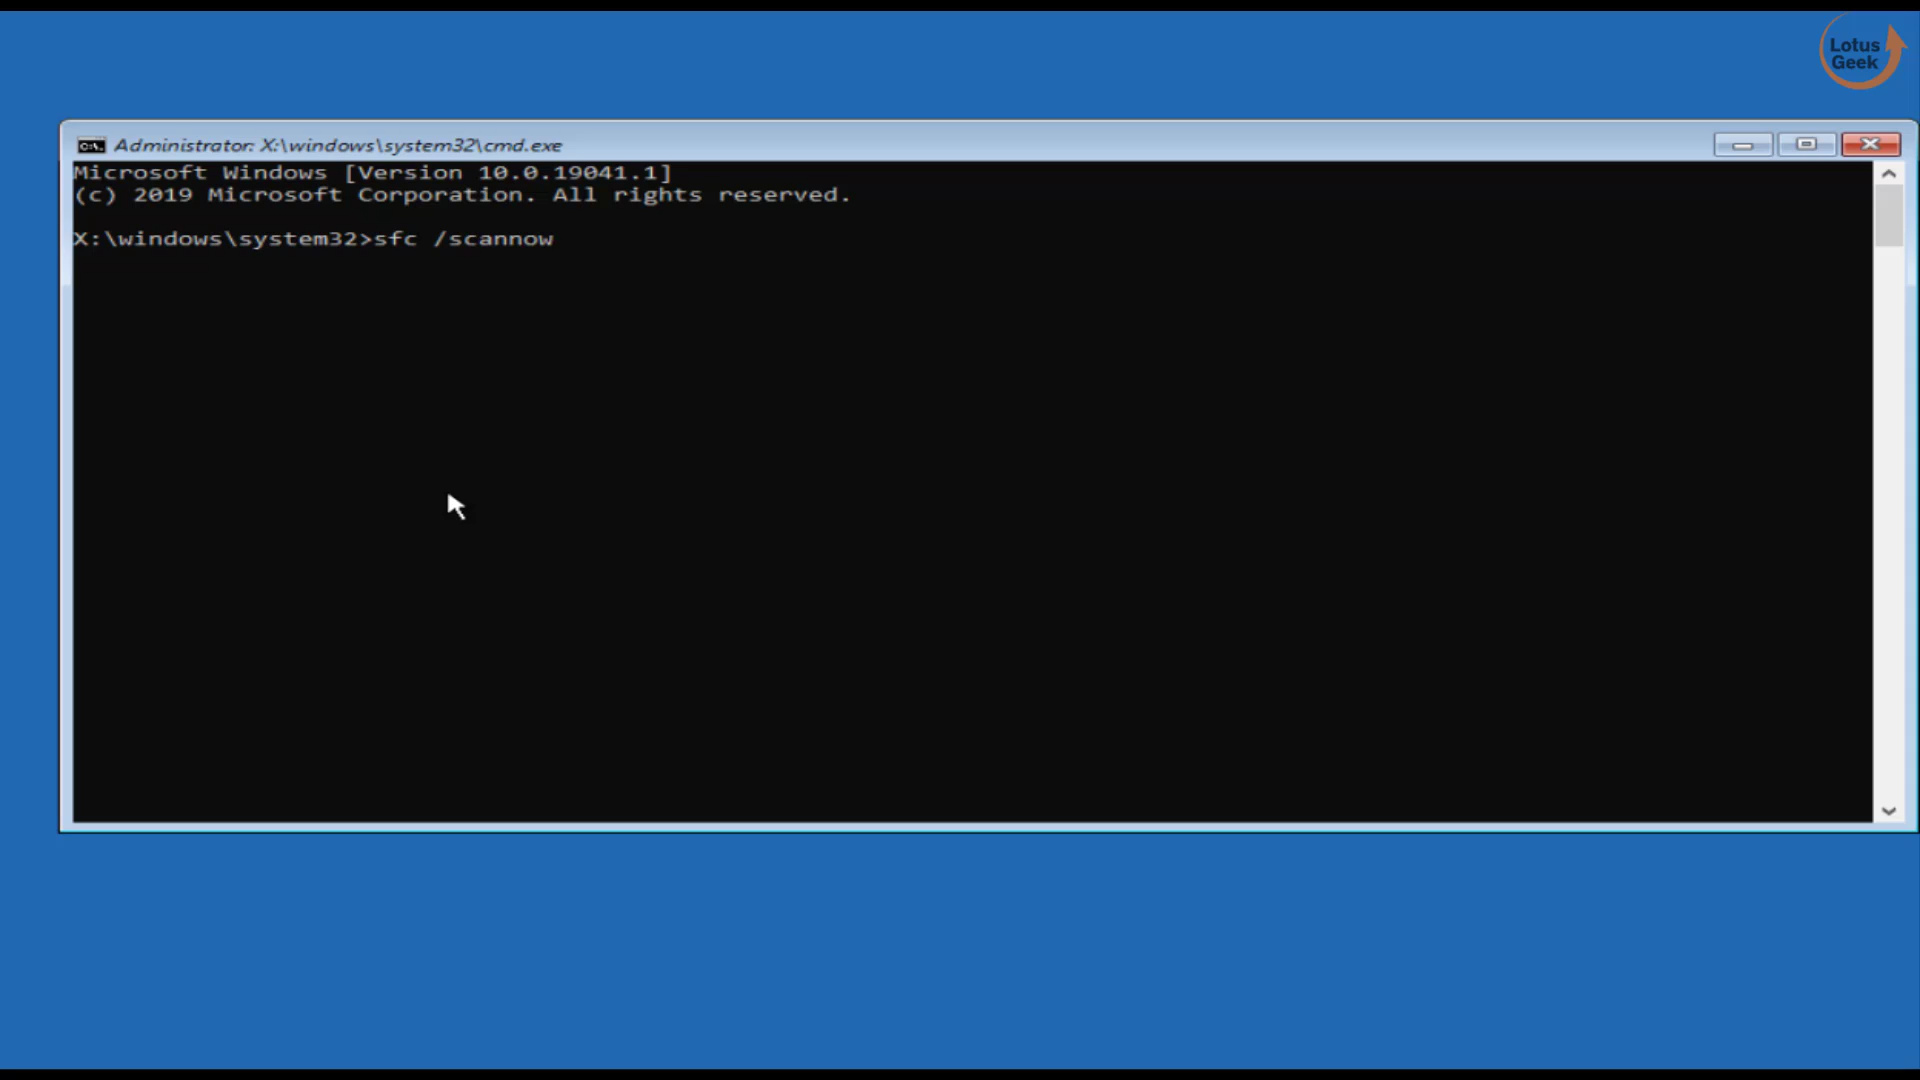 Lotus
Geek
Administrator: X:\windows\system32\cmd.exe
Microsoft Windows [Version 10.0.19041.1]
(c) 2019 Microsoft Corporation. All rights reserved.
X:\windows\system32>sfc /scannow